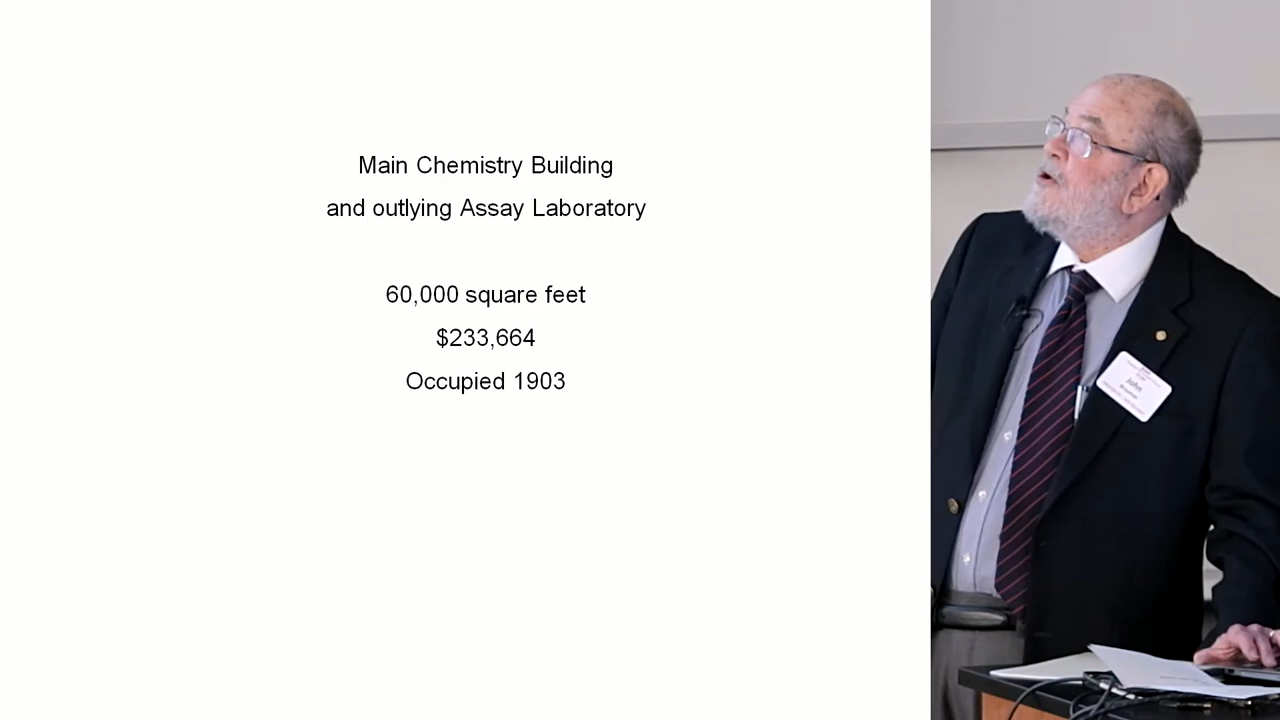 Main Chemistry Building
and outlying Assay Laboratory
60,000 square feet
$233,664
Occupied 1903
John